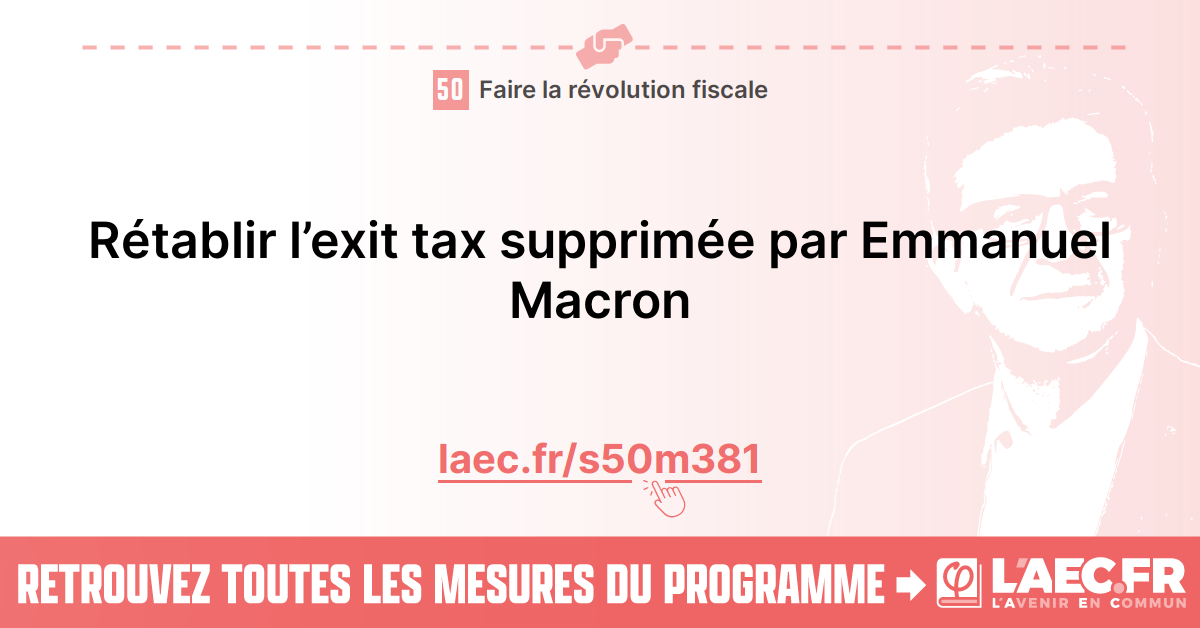 50 Faire la révolution fiscale
Rétablir l’exit tax supprimée par Emmanuel
Macron
laec.fr/s50m381
RETROUVEZ TOUTES LES MESURES DU PROGRAMME
φ L'AEC.FR
L'AVENIR EN COMMUN